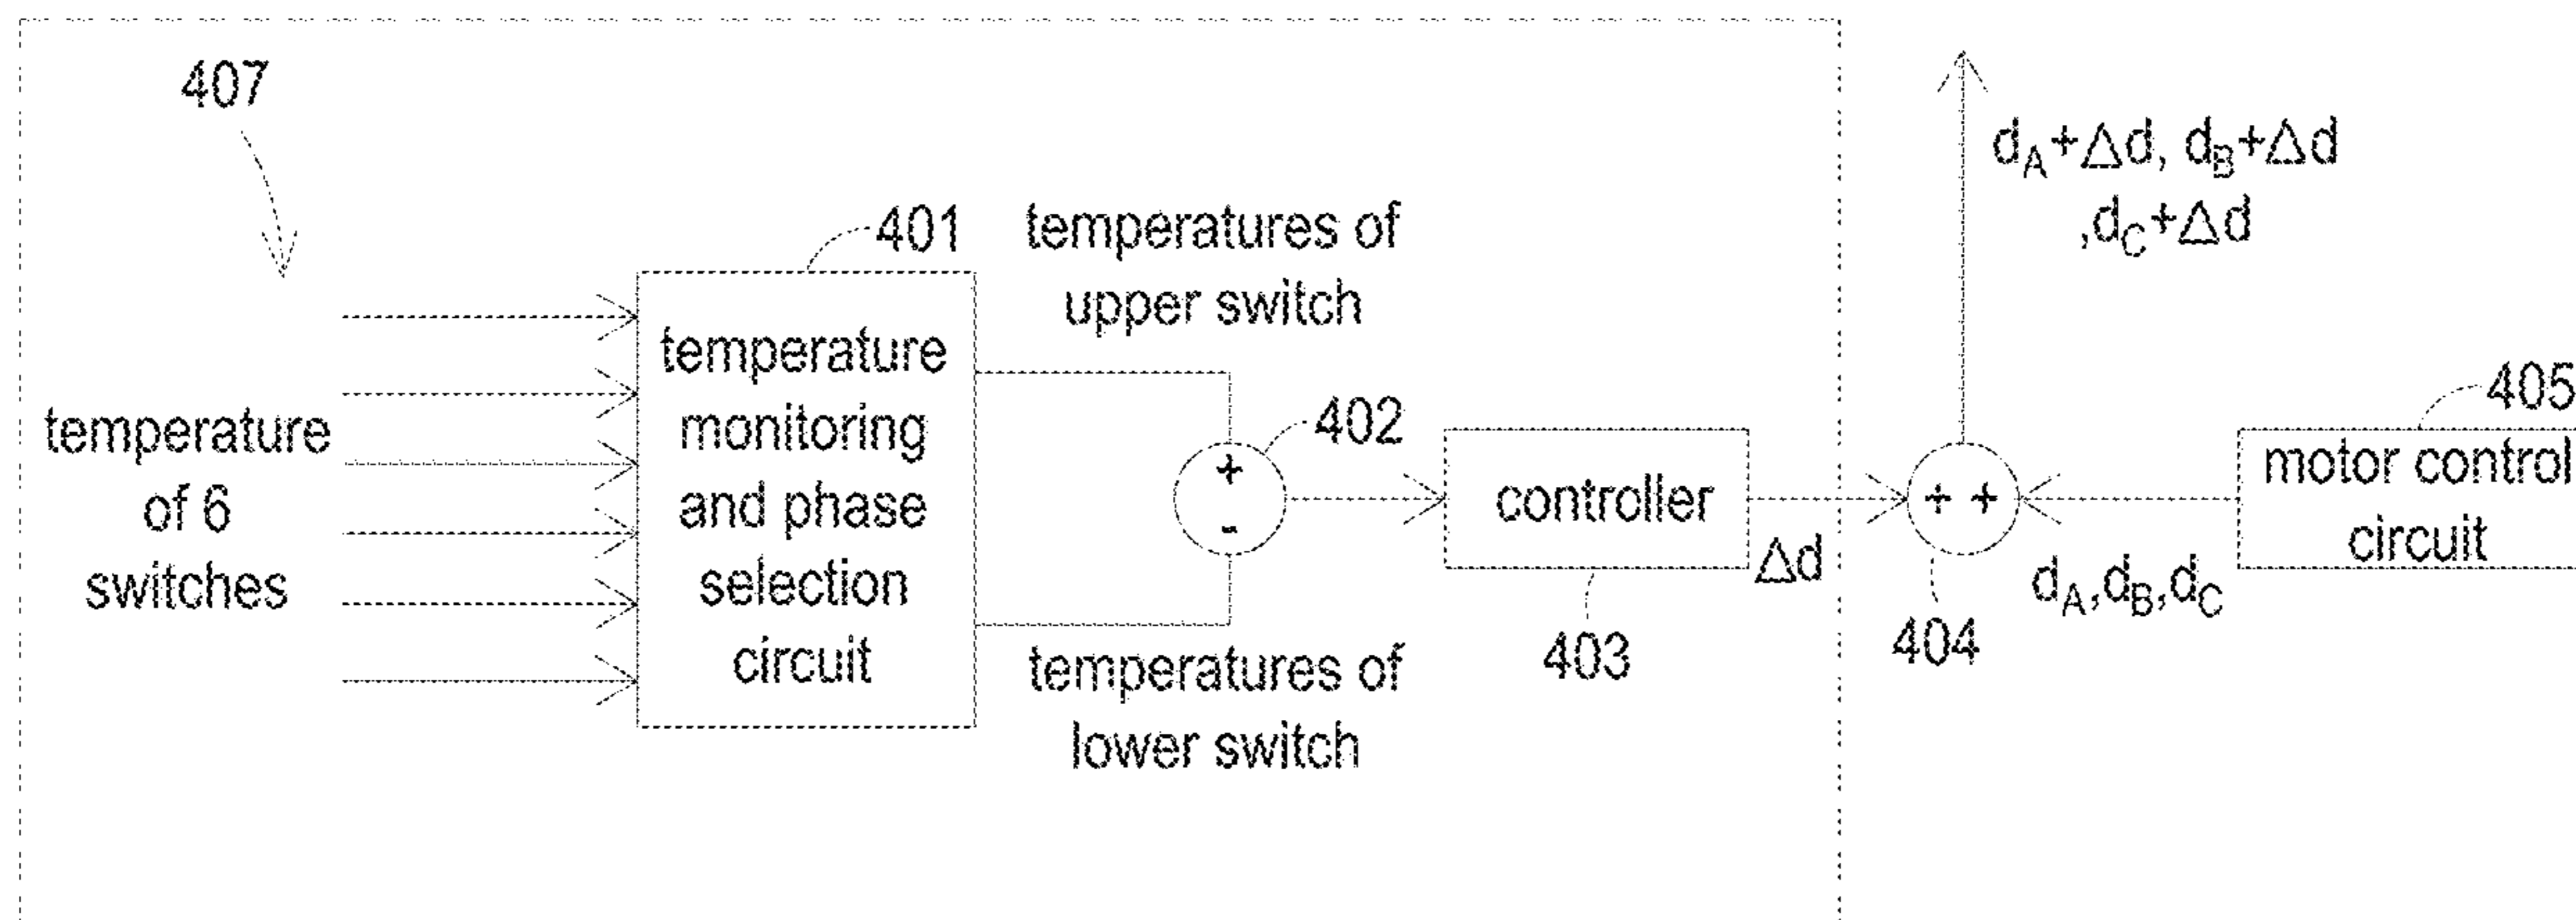 407
temperature
of 6
switches
401
temperature
monitoring
and phase
selection
circuit
temperatures of
upper switch
temperatures of
lower switch
+
-
402
controller
403
Δd
+ +
404
dA+Δd, dB+Δd
,dC+Δd
dA,dB,dC
405
motor control
circuit